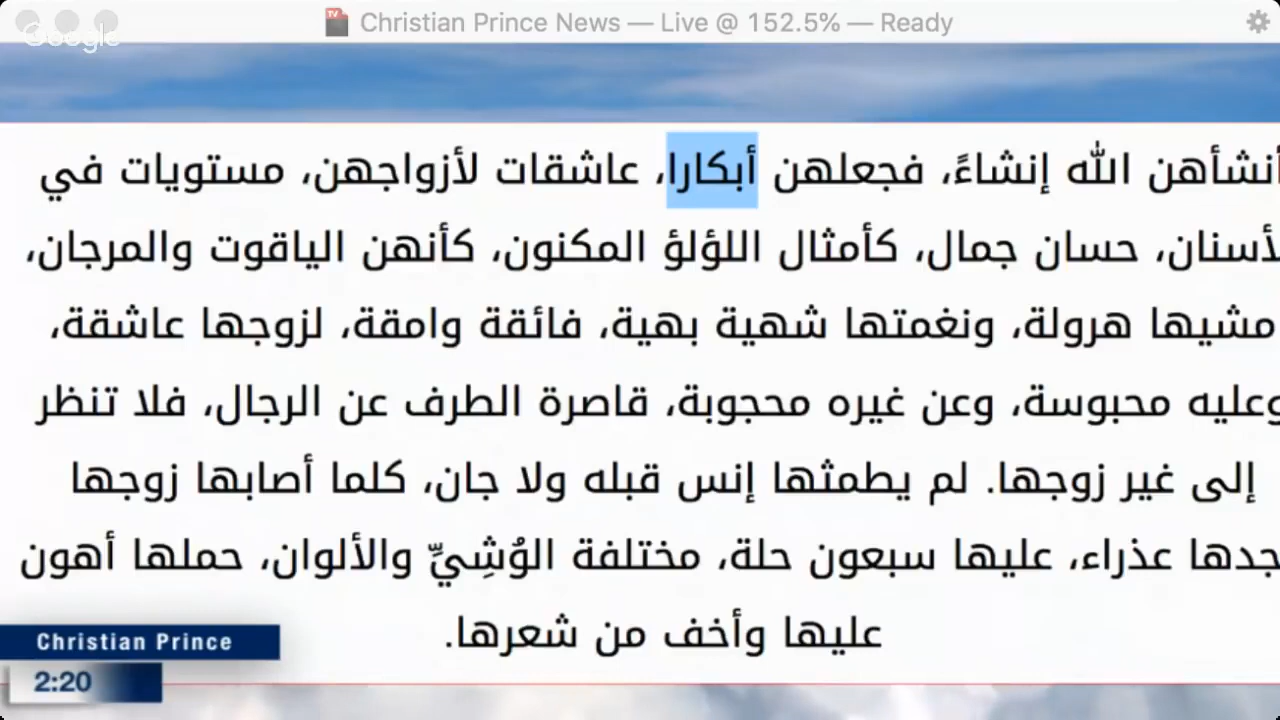 Christian Prince News — Live @ 152.5% — Ready
Google
أنشأهن الله إنشاءً، فجعلهن أبكارا، عاشقات لأزواجهن، مستويات في
لأسنان، حسان جمال، كأمثال اللؤلؤ المكنون، كأنهن الياقوت والمرجان،
مشيها هرولة، ونغمتها شهية بهية، فائقة وامقة، لزوجها عاشقة،
وعليه محبوسة، وعن غيره محجوبة، قاصرة الطرف عن الرجال، فلا تنظر
إلى غير زوجها. لم يطمثها إنس قبله ولا جان، كلما أصابها زوجها
جدها عذراء، عليها سبعون حلة، مختلفة الوُشِيِّ والألوان، حملها أهون
عليها وأخف من شعرها.
Christian Prince
2:20